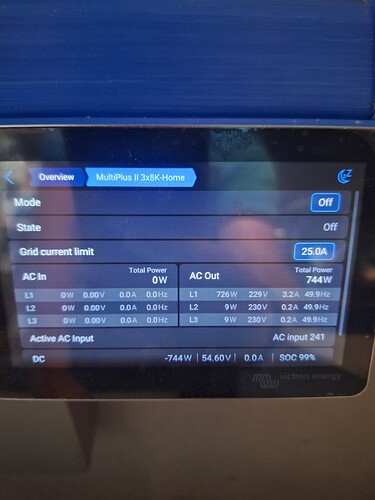 Overview MultiPlus II 3x8K-Home
Mode Off
State Off
Grid current limit 25.0A
AC In Total Power 0W
L1 0W 0.00V 0.0A 0.0Hz
L2 0W 0.00V 0.0A 0.0Hz
L3 0W 0.00V 0.0A 0.0Hz
AC Out Total Power 744W
L1 726W 229V 3.2A 49.9Hz
L2 9W 230V 0.2A 49.9Hz
L3 9W 230V 0.2A 49.9Hz
Active AC Input AC input 241
DC -744W 54.60V 0.0A SOC 99%
victron energy